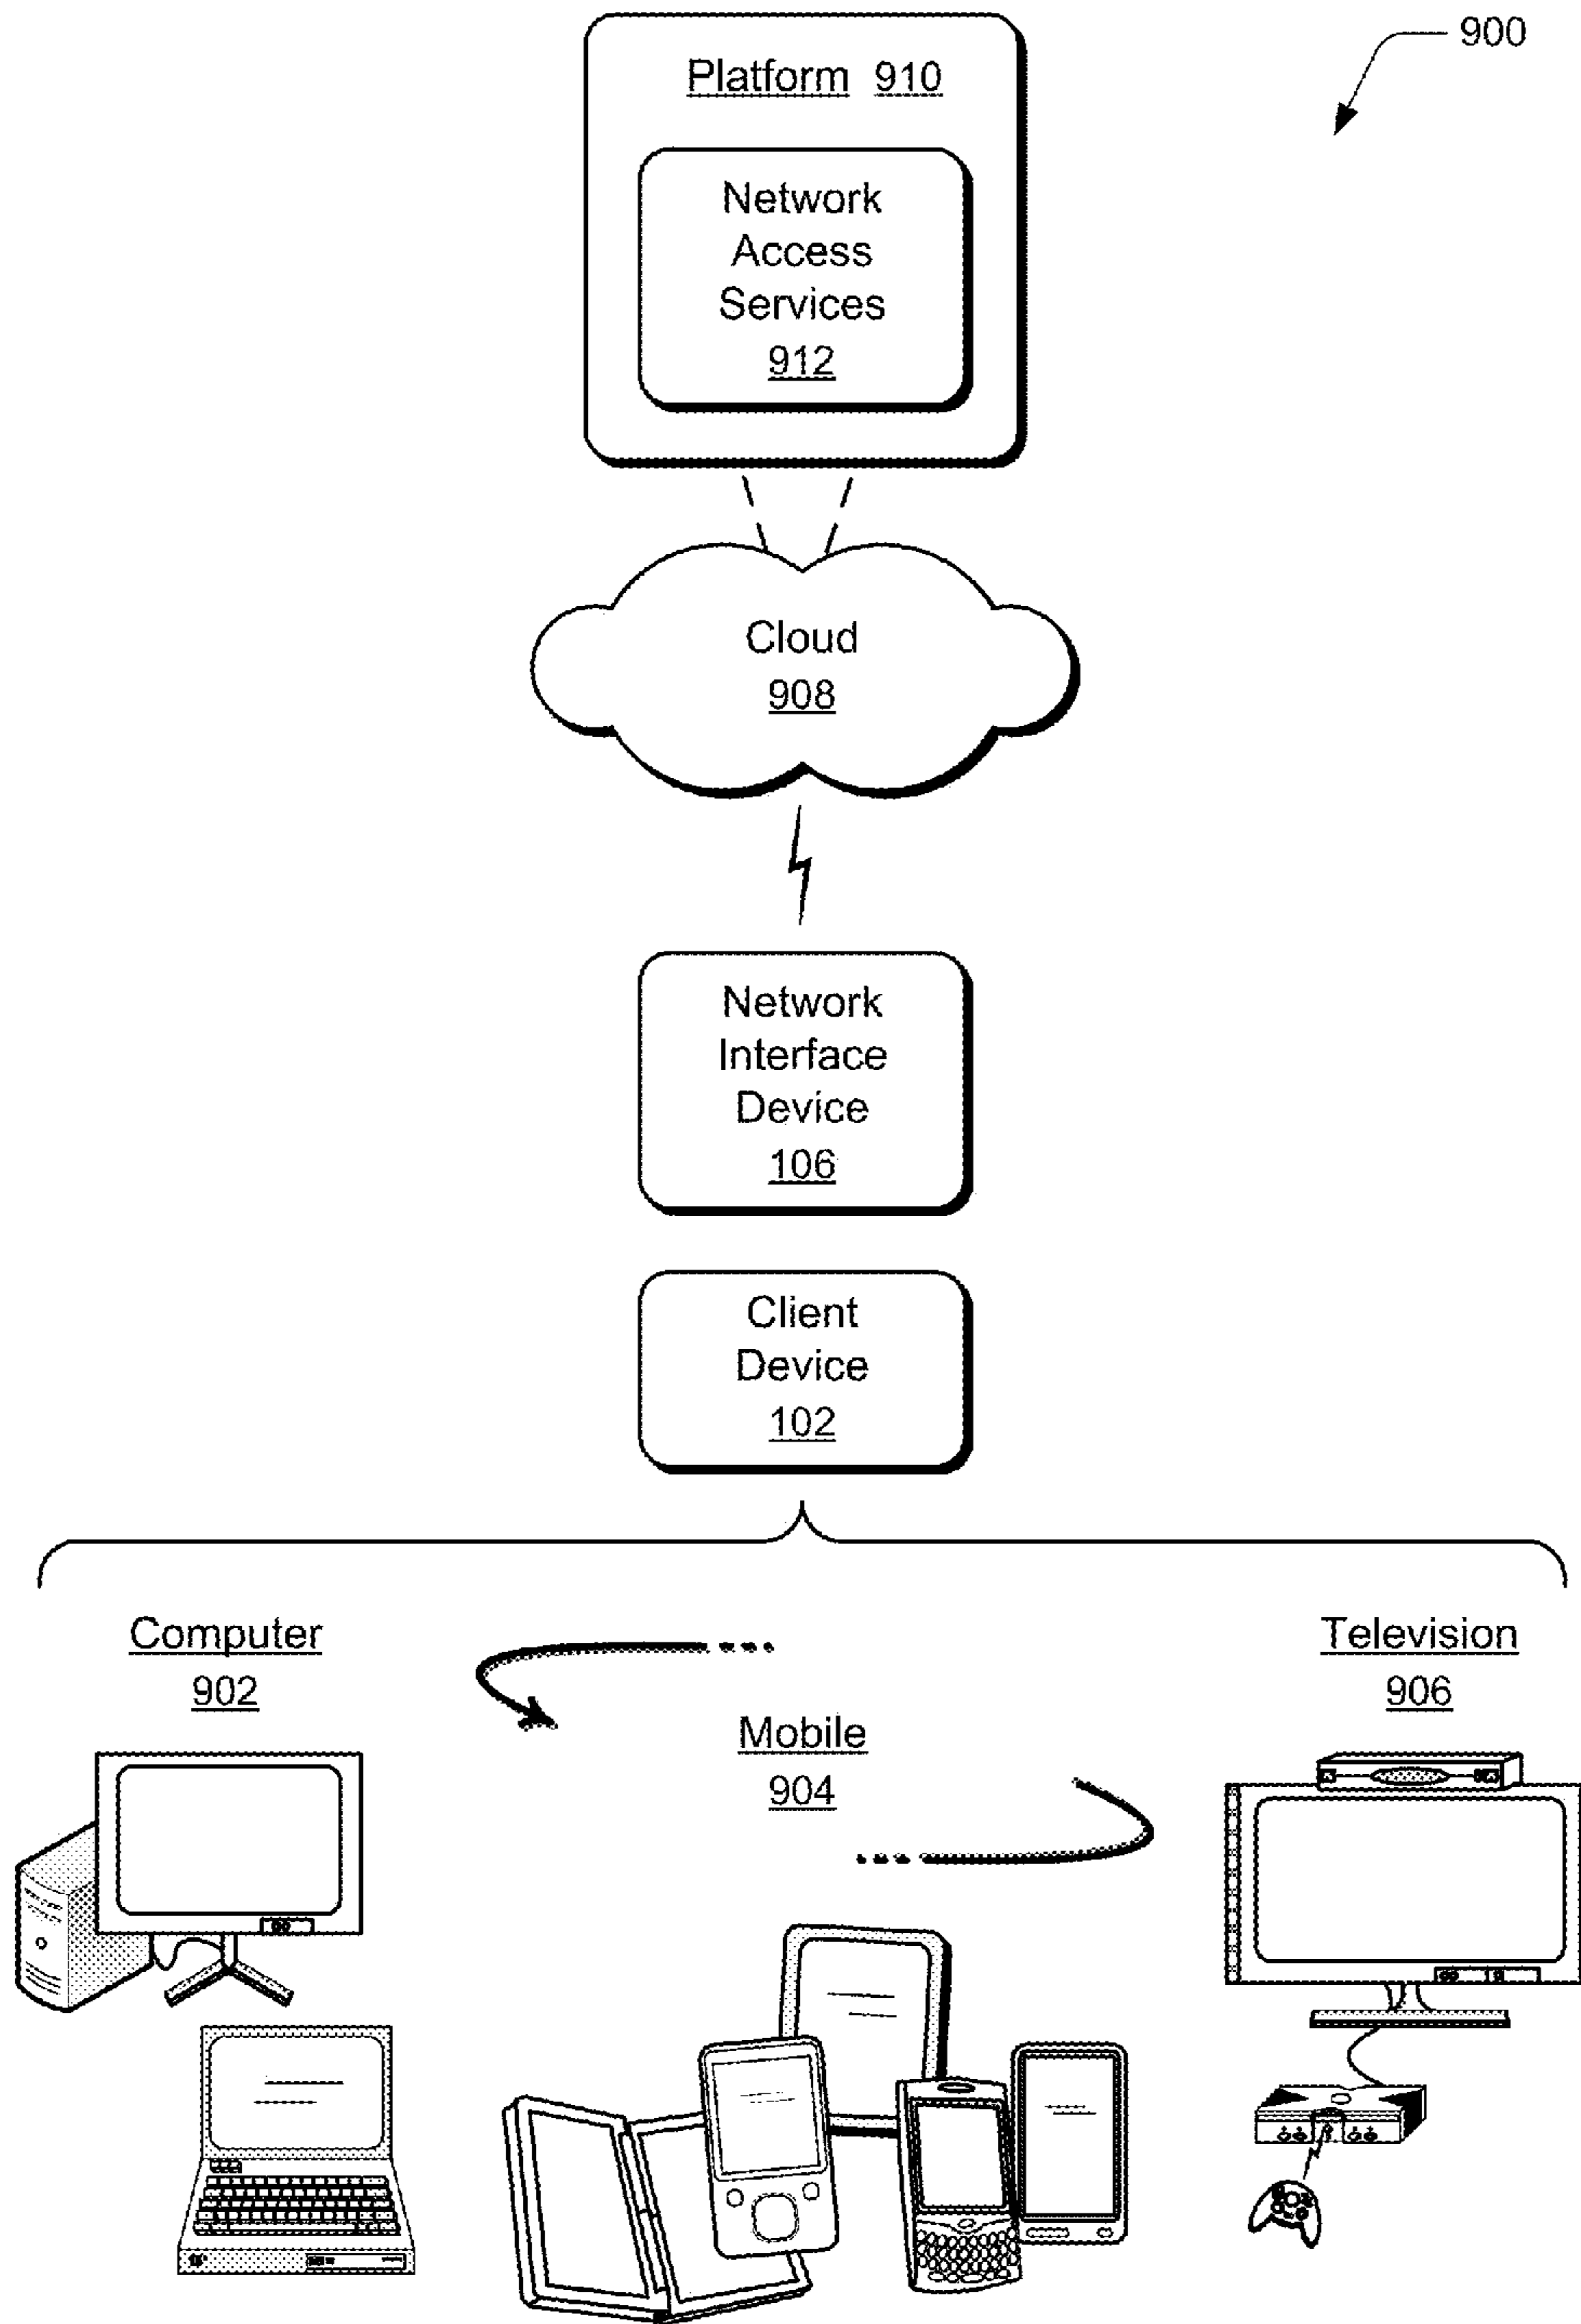 900
Platform 910
Network
Access
Services
912
Cloud
908
Network
Interface
Device
106
Client
Device
102
Computer
902
Television
906
Mobile
904